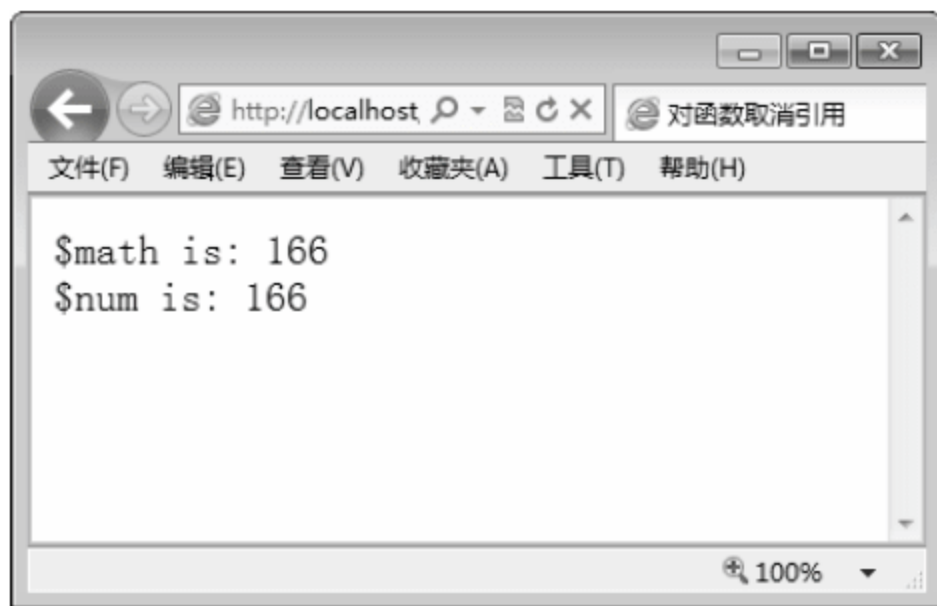 http://localhost
对函数取消引用
文件(F) 编辑(E) 查看(V) 收藏夹(A) 工具(T) 帮助(H)
$math is: 166
$num is: 166
100%